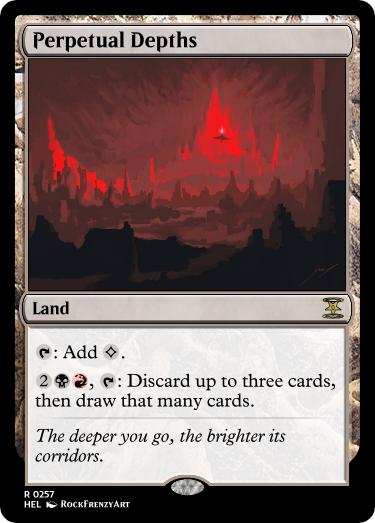 Perpetual Depths
Land
: Add .
2, : Discard up to three cards,
then draw that many cards.
The deeper you go, the brighter its
corridors.
R 0257
HEL RockFrenzyArt